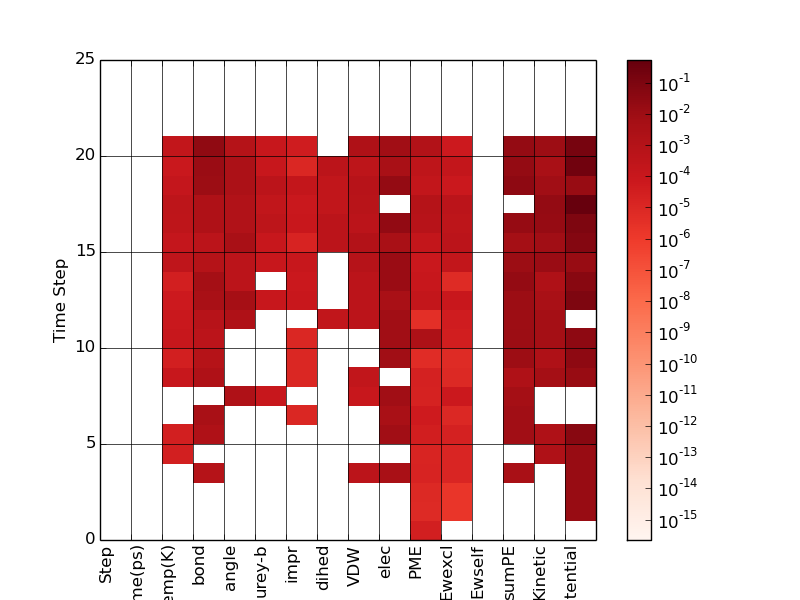 25
20
15
10
5
0
Time Step
Step
me(ps)
emp(K)
bond
angle
urey-b
impr
dihed
VDW
elec
PME
Ewexcl
Ewself
sumPE
Kinetic
tential
10^-1
10^-2
10^-3
10^-4
10^-5
10^-6
10^-7
10^-8
10^-9
10^-10
10^-11
10^-12
10^-13
10^-14
10^-15